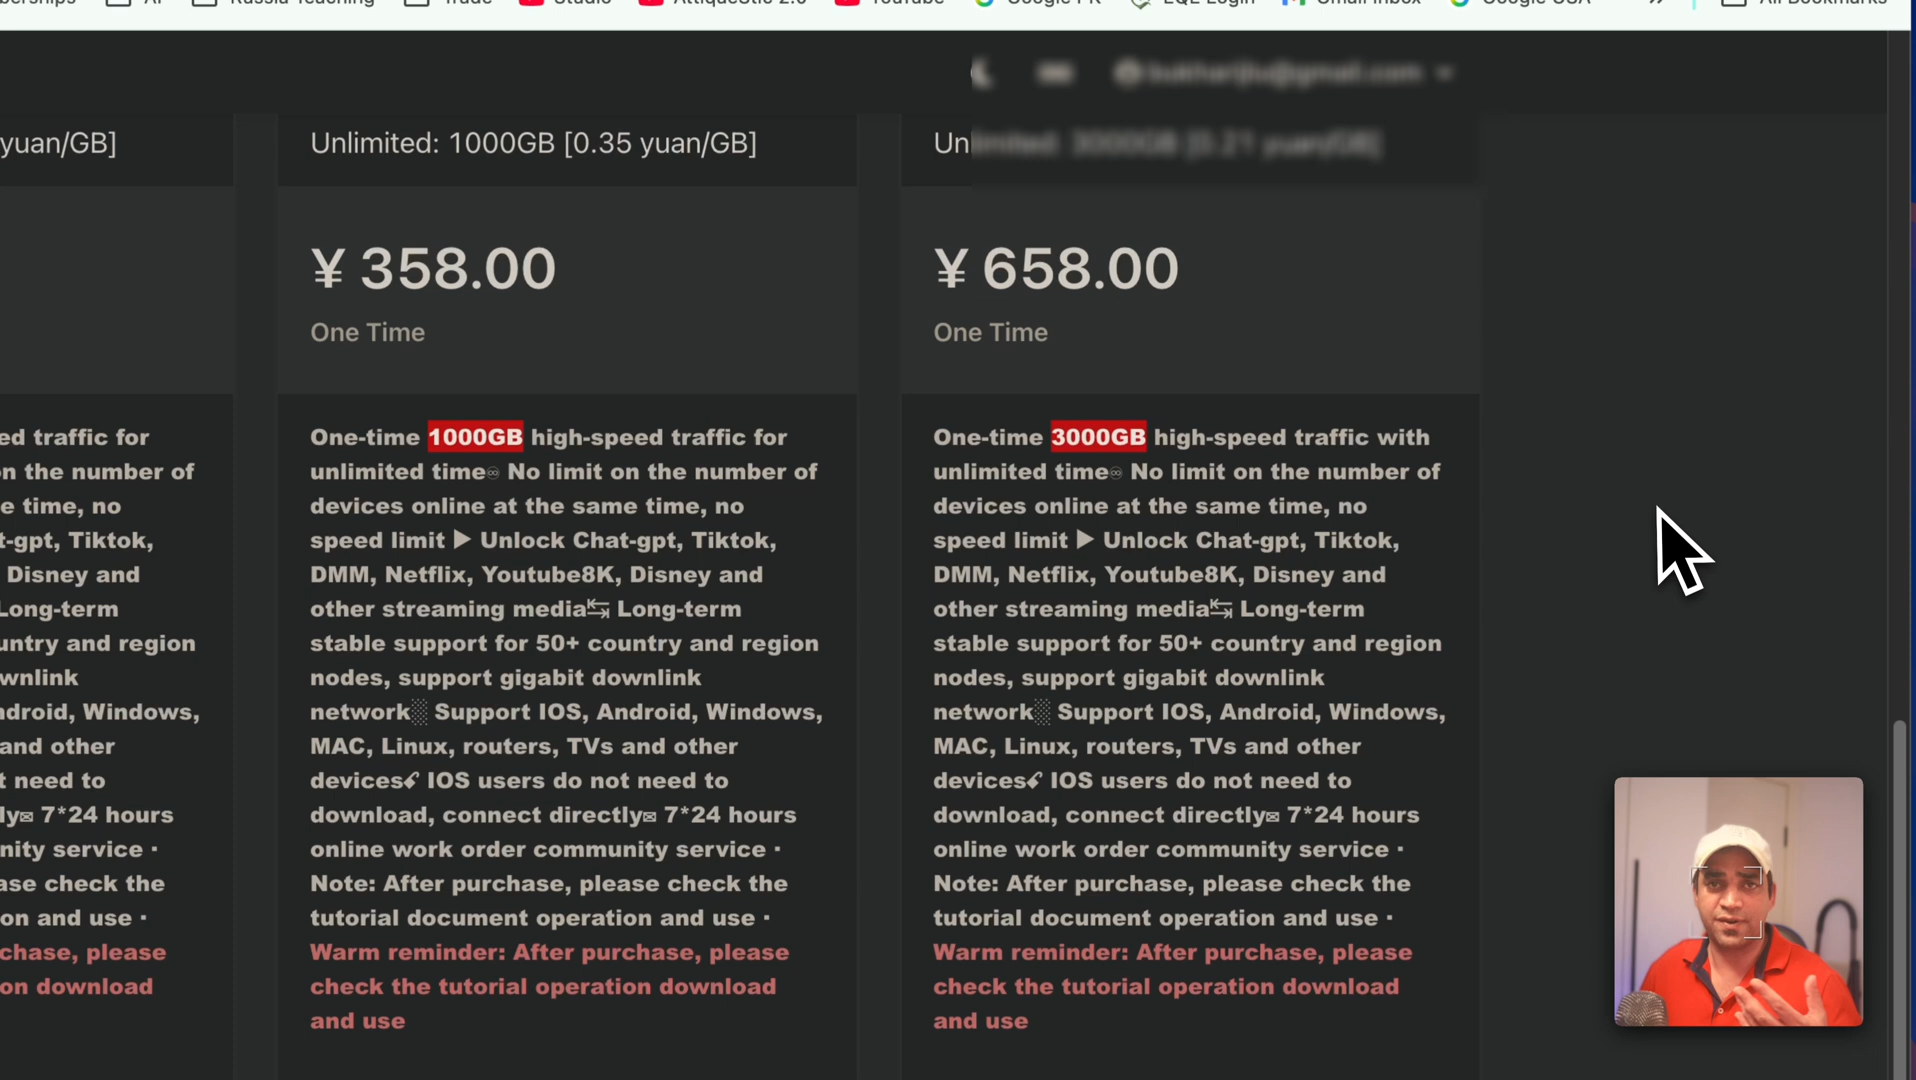 Unlimited: 1000GB [0.35 yuan/GB]
¥ 358.00
One Time
One-time 1000GB high-speed traffic for
unlimited time♾ No limit on the number of
devices online at the same time, no
speed limit ▶ Unlock Chat-gpt, Tiktok,
DMM, Netflix, Youtube8K, Disney and
other streaming media↹ Long-term
stable support for 50+ country and region
nodes, support gigabit downlink
network░ Support IOS, Android, Windows,
MAC, Linux, routers, TVs and other
devices✓ IOS users do not need to
download, connect directly✉ 7*24 hours
online work order community service ·
Note: After purchase, please check the
tutorial document operation and use ·
Warm reminder: After purchase, please
check the tutorial operation download
and use
¥ 658.00
One Time
One-time 3000GB high-speed traffic with
unlimited time♾ No limit on the number of
devices online at the same time, no
speed limit ▶ Unlock Chat-gpt, Tiktok,
DMM, Netflix, Youtube8K, Disney and
other streaming media↹ Long-term
stable support for 50+ country and region
nodes, support gigabit downlink
network░ Support IOS, Android, Windows,
MAC, Linux, routers, TVs and other
devices✓ IOS users do not need to
download, connect directly✉ 7*24 hours
online work order community service ·
Note: After purchase, please check the
tutorial document operation and use ·
Warm reminder: After purchase, please
check the tutorial operation download
and use
yuan/GB]
ed traffic for
on the number of
e time, no
t-gpt, Tiktok,
Disney and
Long-term
untry and region
wnlink
ndroid, Windows,
and other
t need to
ly✉ 7*24 hours
nity service ·
ase check the
on and use ·
chase, please
on download